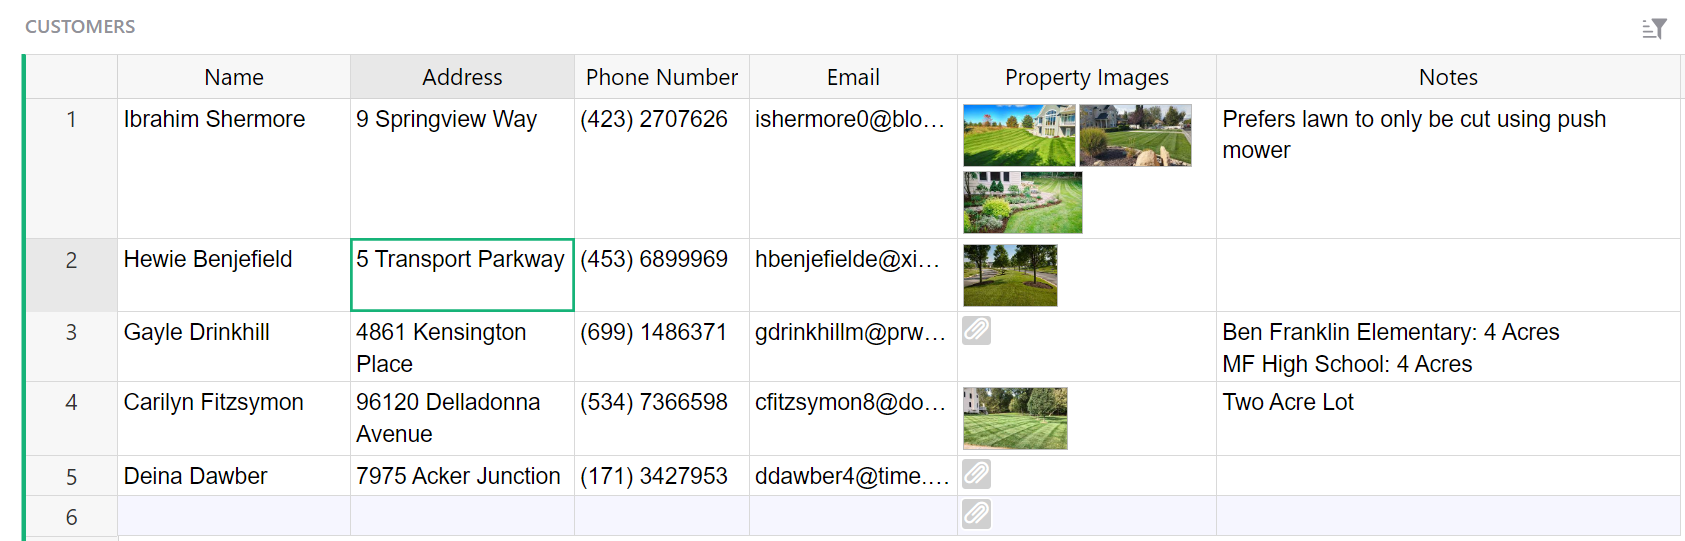 CUSTOMERS
Name Address Phone Number Email Property Images Notes
1 Ibrahim Shermore 9 Springview Way (423) 2707626 ishermore0@blo… Prefers lawn to only be cut using push
mower
2 Hewie Benjefield 5 Transport Parkway (453) 6899969 hbenjefielde@xi…
3 Gayle Drinkhill 4861 Kensington (699) 1486371 gdrinkhillm@prw… Ben Franklin Elementary: 4 Acres
Place MF High School: 4 Acres
4 Carilyn Fitzsymon 96120 Delladonna (534) 7366598 cfitzsymon8@do… Two Acre Lot
Avenue
5 Deina Dawber 7975 Acker Junction (171) 3427953 ddawber4@time.…
6